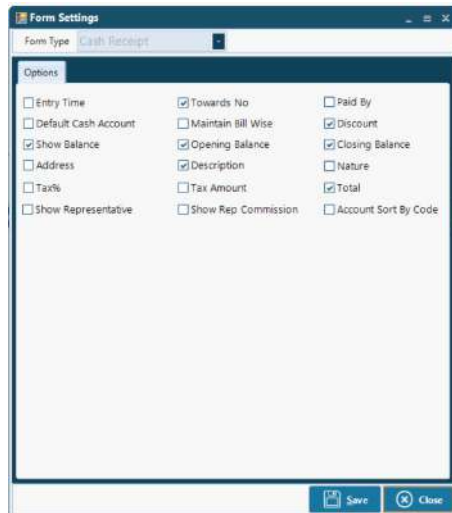 Form Settings
Form Type Cash Receipt
Options
Entry Time Towards No Paid By
Default Cash Account Maintain Bill Wise Discount
Show Balance Opening Balance Closing Balance
Address Description Nature
Tax% Tax Amount Total
Show Representative Show Rep Commission Account Sort By Code
Save Close